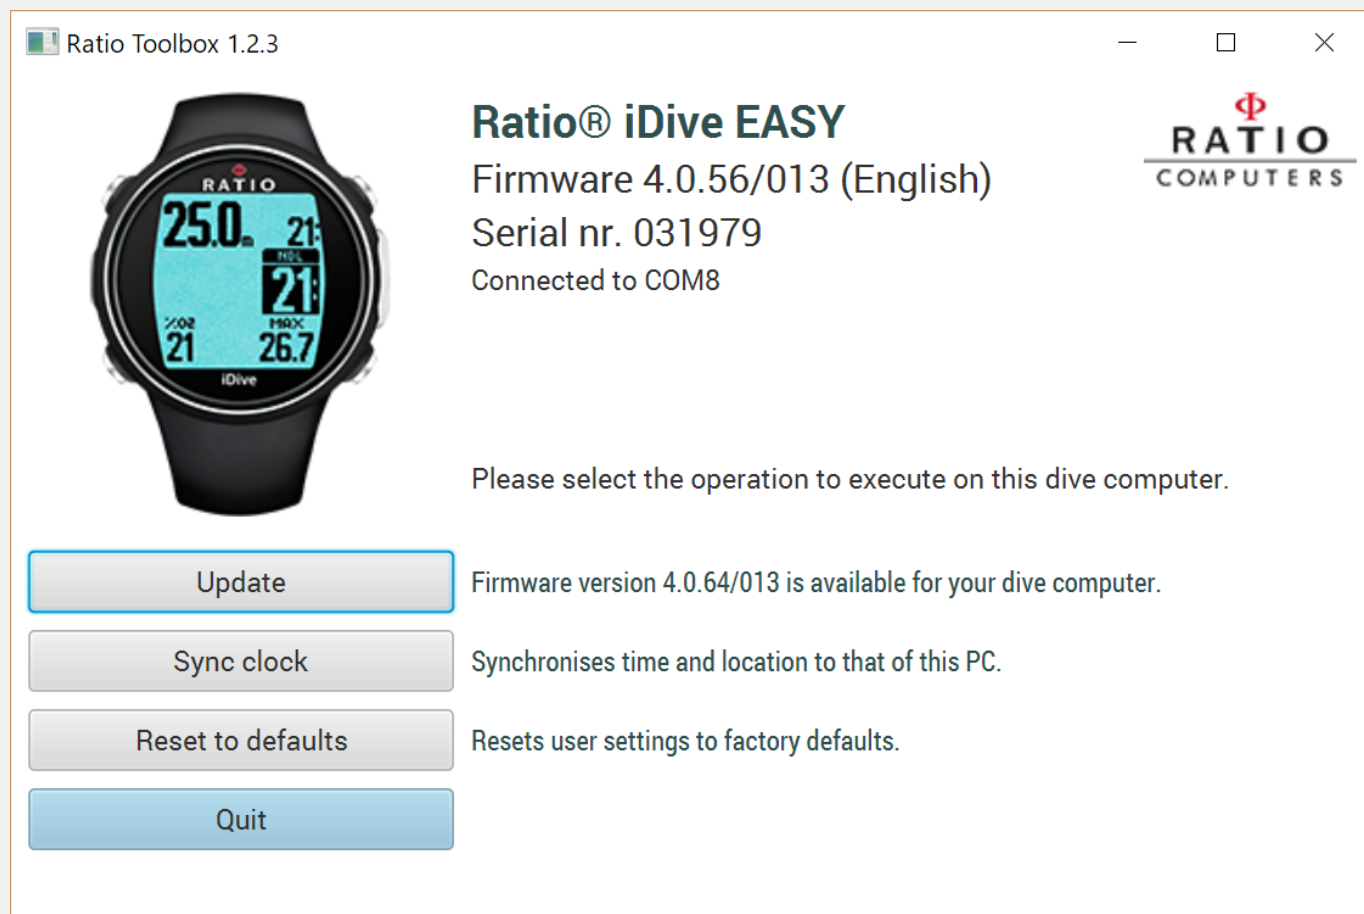 Ratio Toolbox 1.2.3
RATIO
25.0m 21:
NDL
21:
%O2 MAX
21 26.7
iDive
Ratio® iDive EASY
Firmware 4.0.56/013 (English)
Serial nr. 031979
Connected to COM8
RATIO
COMPUTERS
Please select the operation to execute on this dive computer.
Update Firmware version 4.0.64/013 is available for your dive computer.
Sync clock Synchronises time and location to that of this PC.
Reset to defaults Resets user settings to factory defaults.
Quit